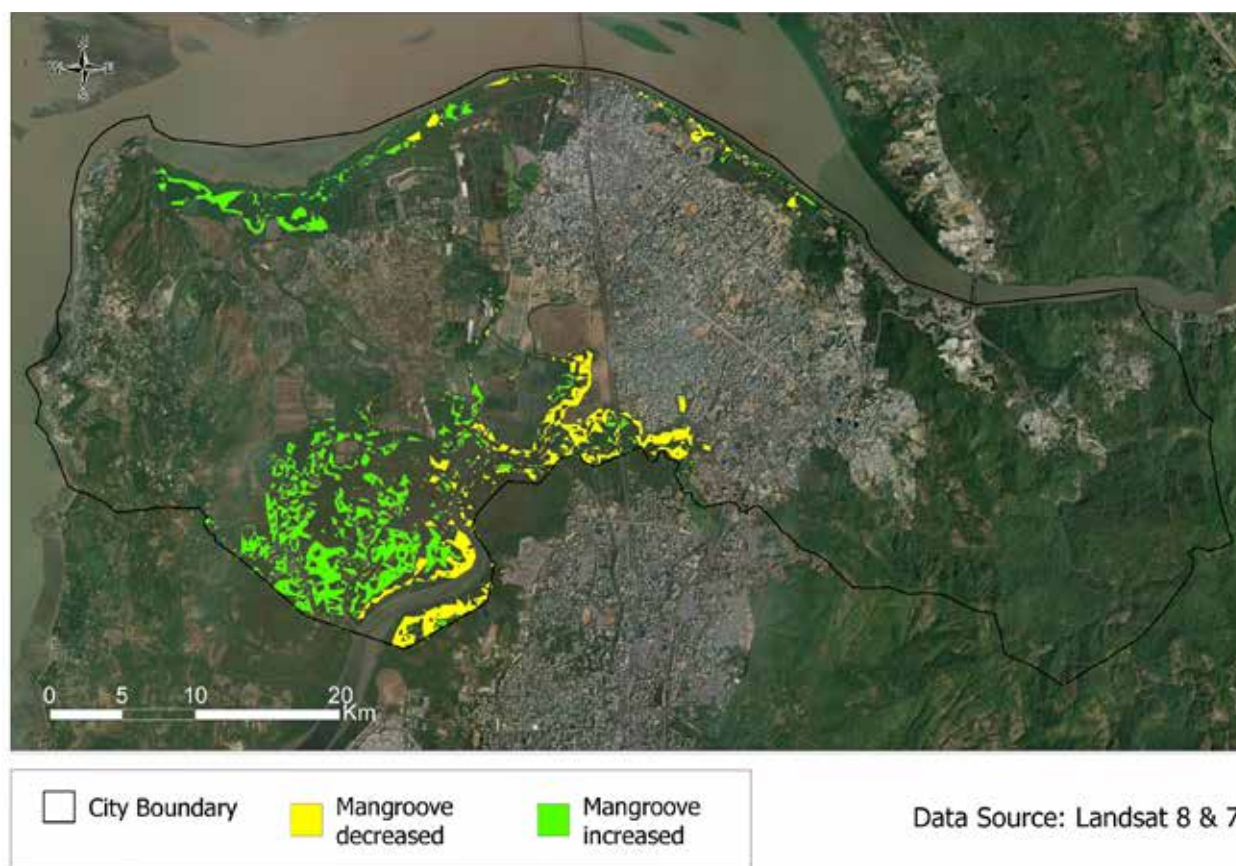 N
W E
S
0 5 10 20
Km
City Boundary
Mangroove
decreased
Mangroove
increased
Data Source: Landsat 8 & 7